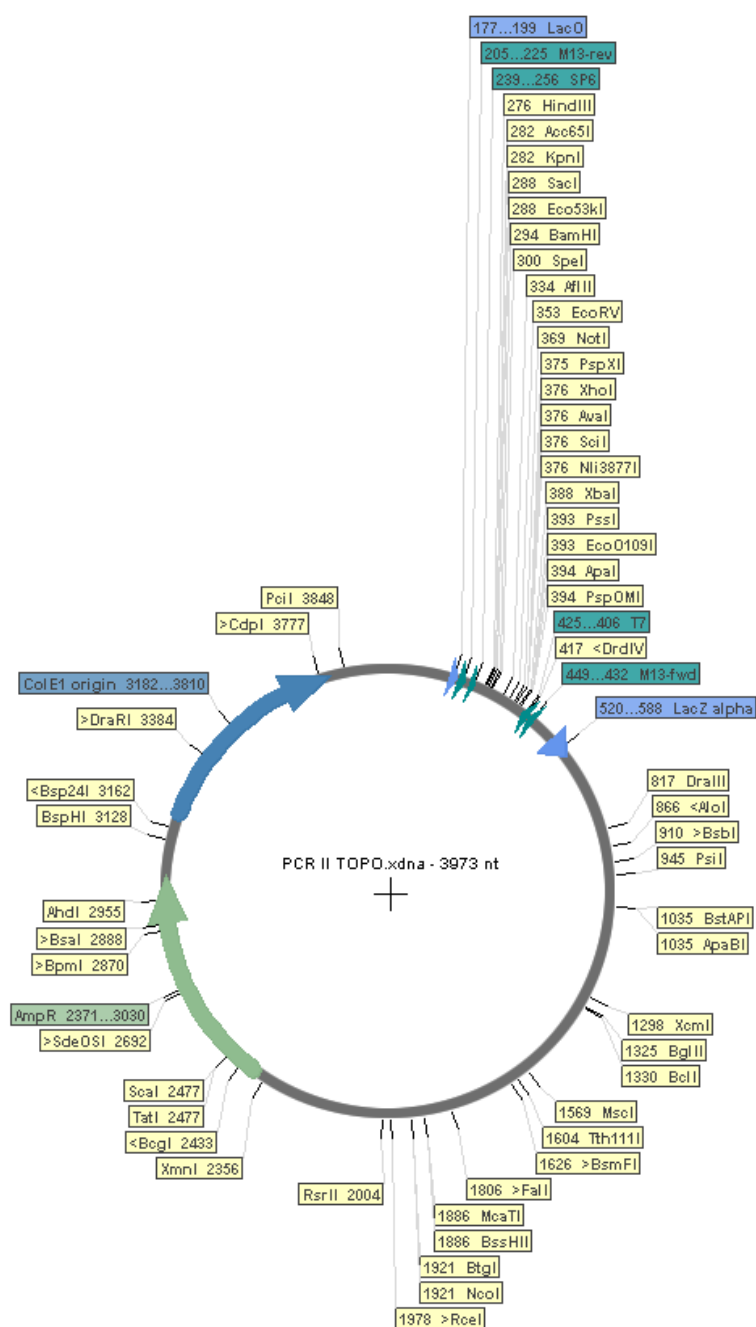 177...199 LacO
205...225 M13-rev
239...256 SP6
276 HindIII
282 Acc65I
282 KpnI
288 SacI
288 Eco53kI
294 BamHI
300 SpeI
334 AflII
353 EcoRV
369 NotI
375 PspXI
376 XhoI
376 AvaI
376 SciI
376 Nli3877I
388 XbaI
393 PssI
393 EcoO109I
394 ApaI
394 PspOMI
425...406 T7
417 <DrdIV
449...432 M13-fwd
520...588 LacZ alpha
817 DraIII
866 <AloI
910 >BsbI
945 PsiI
1035 BstAPI
1035 ApaBI
1298 XcmI
1325 BglII
1330 BclI
1569 MscI
1604 Tth111I
1626 >BsmFI
1806 >FalI
1886 McaTI
1886 BssHII
1921 BtgI
1921 NcoI
1978 >RceI
RsrII 2004
XmnI 2356
<BcgI 2433
TatI 2477
ScaI 2477
>SdeOSI 2692
AmpR 2371...3030
>BpmI 2870
>BsaI 2888
AhdI 2955
BspHI 3128
<Bsp24I 3162
>DraRI 3384
ColE1 origin 3182...3810
>CdpI 3777
PciI 3848
PCR II TOPO.xdna - 3973 nt